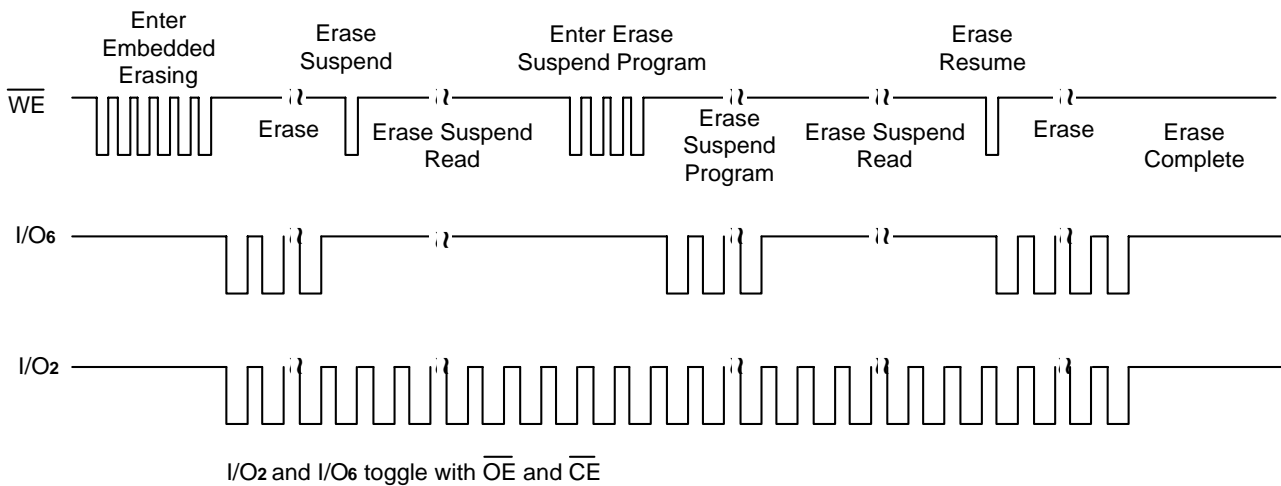 Enter
Embedded
Erasing
Erase
Suspend
Enter Erase
Suspend Program
Erase
Resume
WE
Erase
Erase Suspend
Read
Erase
Suspend
Program
Erase Suspend
Read
Erase
Erase
Complete
I/O6
I/O2
I/O2 and I/O6 toggle with OE and CE